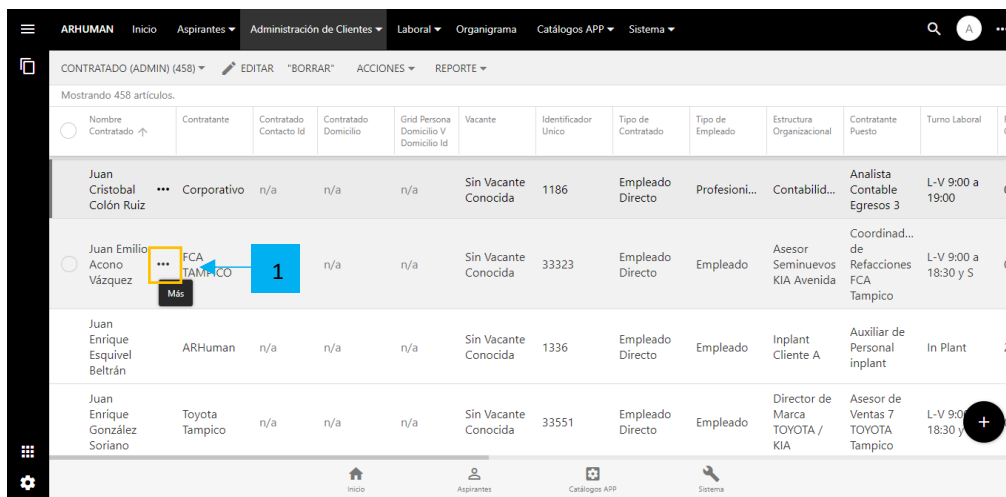 ARHUMAN Inicio Aspirantes Administración de Clientes Laboral Organigrama Catálogos APP Sistema A
CONTRATADO (ADMIN) (458) EDITAR "BORRAR" ACCIONES REPORTE
Mostrando 458 artículos.
Nombre
Contratado
Contratante
Contratado
Contacto Id
Contratado
Domicilio
Grid Persona
Domicilio V
Domicilio Id
Vacante
Identificador
Unico
Tipo de
Contratado
Tipo de
Empleado
Estructura
Organizacional
Contratante
Puesto
Turno Laboral
Juan
Cristobal
Colón Ruiz
Corporativo
n/a
n/a
n/a
Sin Vacante
Conocida
1186
Empleado
Directo
Profesioni...
Contabilid...
Analista
Contable
Egresos 3
L-V 9:00 a
19:00
Juan Emilio
Acono
Vázquez
FCA
TAMPICO
1
n/a
n/a
Sin Vacante
Conocida
33323
Empleado
Directo
Empleado
Asesor
Seminuevos
KIA Avenida
Coordinad...
de
Refacciones
FCA
Tampico
L-V 9:00 a
18:30 y S
Más
Juan
Enrique
Esquivel
Beltrán
ARHuman
n/a
n/a
n/a
Sin Vacante
Conocida
1336
Empleado
Directo
Empleado
Inplant
Cliente A
Auxiliar de
Personal
inplant
In Plant
Juan
Enrique
González
Soriano
Toyota
Tampico
n/a
n/a
n/a
Sin Vacante
Conocida
33551
Empleado
Directo
Empleado
Director de
Marca
TOYOTA /
KIA
Asesor de
Ventas 7
TOYOTA
Tampico
L-V 9:0
18:30 y
Inicio Aspirantes Catálogos APP Sistema